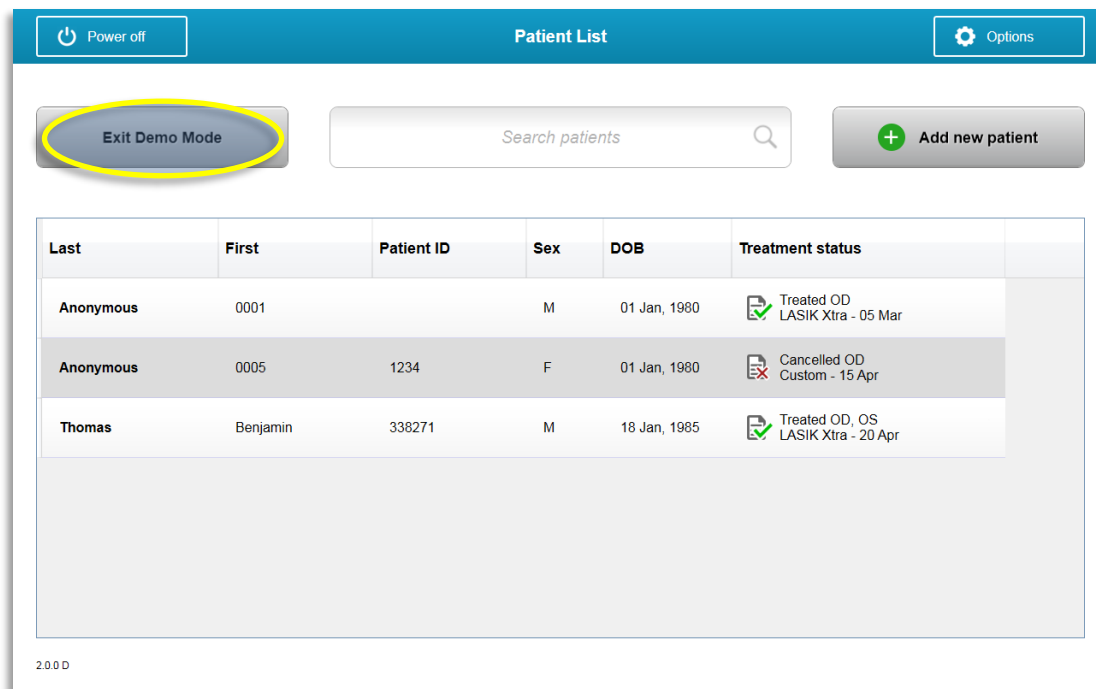 Power off
Patient List
Options
Exit Demo Mode
Search patients
Add new patient
Last First Patient ID Sex DOB Treatment status
Anonymous 0001 M 01 Jan, 1980 Treated OD
LASIK Xtra - 05 Mar
Anonymous 0005 1234 F 01 Jan, 1980 Cancelled OD
Custom - 15 Apr
Thomas Benjamin 338271 M 18 Jan, 1985 Treated OD, OS
LASIK Xtra - 20 Apr
2.0.0 D